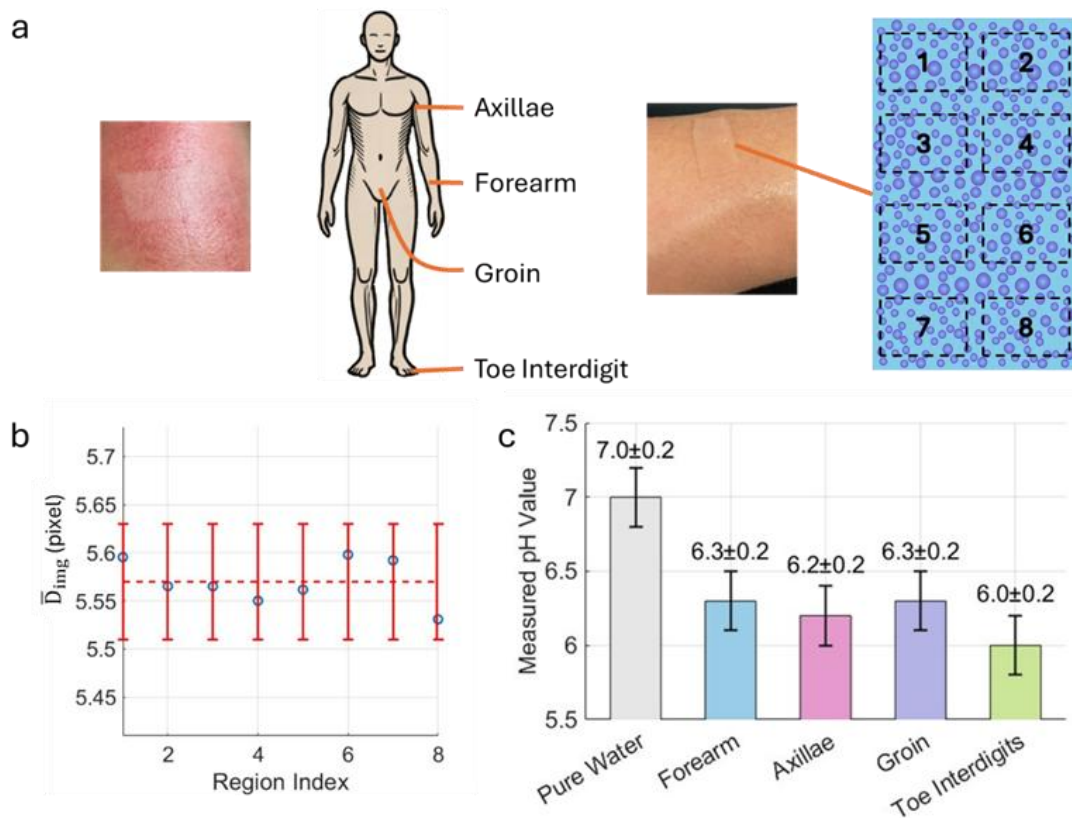 a
Axillae
Forearm
Groin
Toe Interdigit
1 2
3 4
5 6
7 8
b
D̅img (pixel)
5.7
5.65
5.6
5.55
5.5
5.45
2 4 6 8
Region Index
c
Measured pH Value
7.5
7
6.5
6
5.5
7.0±0.2
6.3±0.2
6.2±0.2
6.3±0.2
6.0±0.2
Pure Water
Forearm
Axillae
Groin
Toe Interdigits